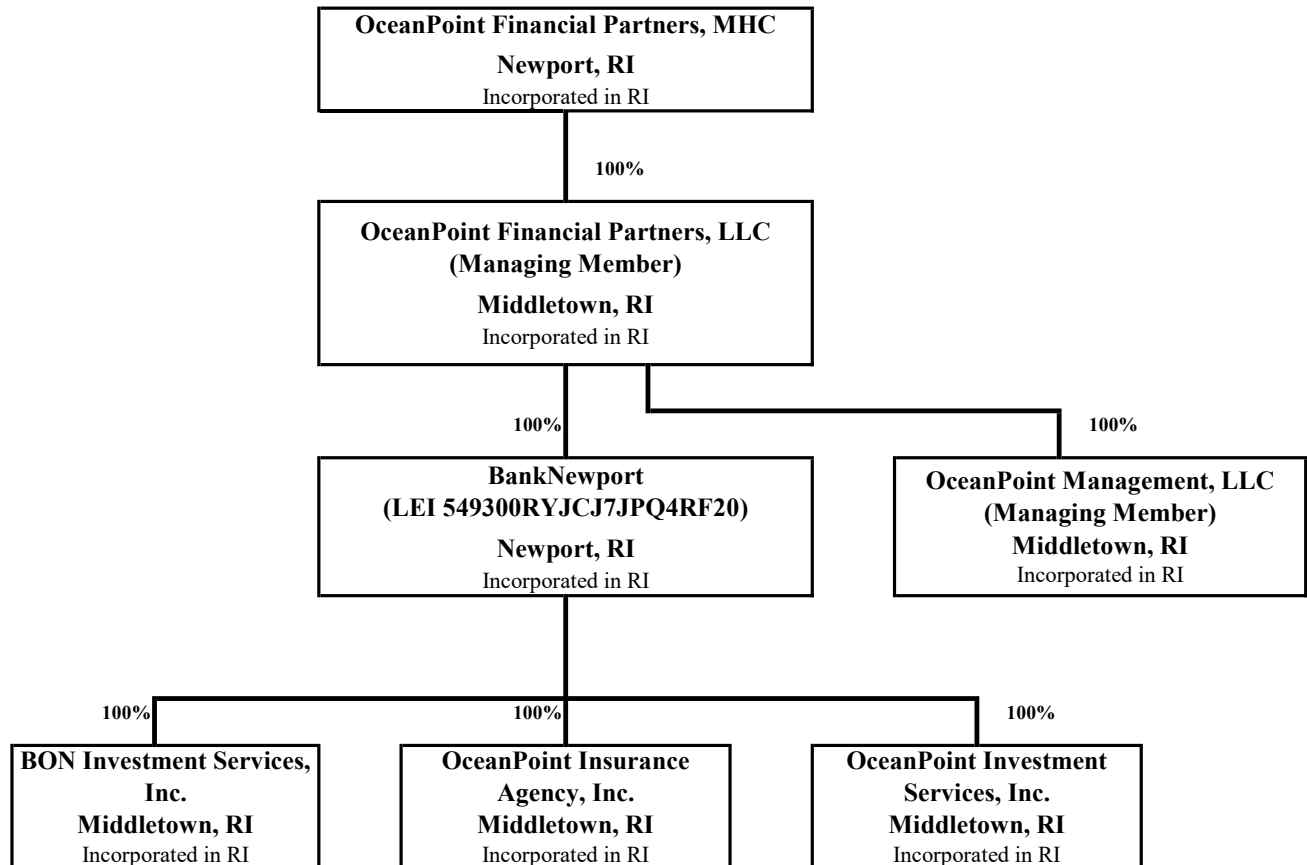 OceanPoint Financial Partners, MHC
Newport, RI
Incorporated in RI
100%
OceanPoint Financial Partners, LLC
(Managing Member)
Middletown, RI
Incorporated in RI
100%
100%
BankNewport
(LEI 549300RYJCJ7JPQ4RF20)
Newport, RI
Incorporated in RI
OceanPoint Management, LLC
(Managing Member)
Middletown, RI
Incorporated in RI
100%
100%
100%
BON Investment Services,
Inc.
Middletown, RI
Incorporated in RI
OceanPoint Insurance
Agency, Inc.
Middletown, RI
Incorporated in RI
OceanPoint Investment
Services, Inc.
Middletown, RI
Incorporated in RI